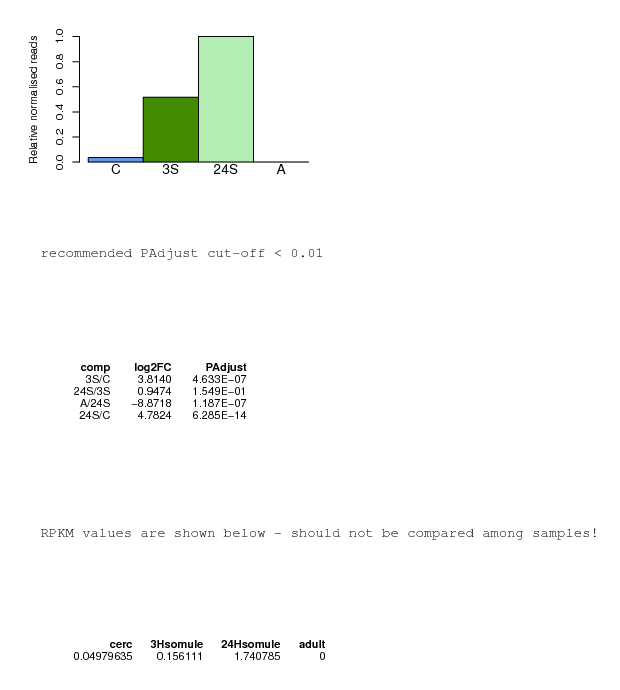 Relative normalised reads
1.0
0.8
0.6
0.4
0.2
0.0
C 3S 24S A
recommended PAdjust cut-off < 0.01
comp log2FC PAdjust
3S/C 3.8140 4.633E-07
24S/3S 0.9474 1.549E-01
A/24S -8.8718 1.187E-07
24S/C 4.7824 6.285E-14
RPKM values are shown below - should not be compared among samples!
cerc 3Hsomule 24Hsomule adult
0.04979635 0.156111 1.740785 0